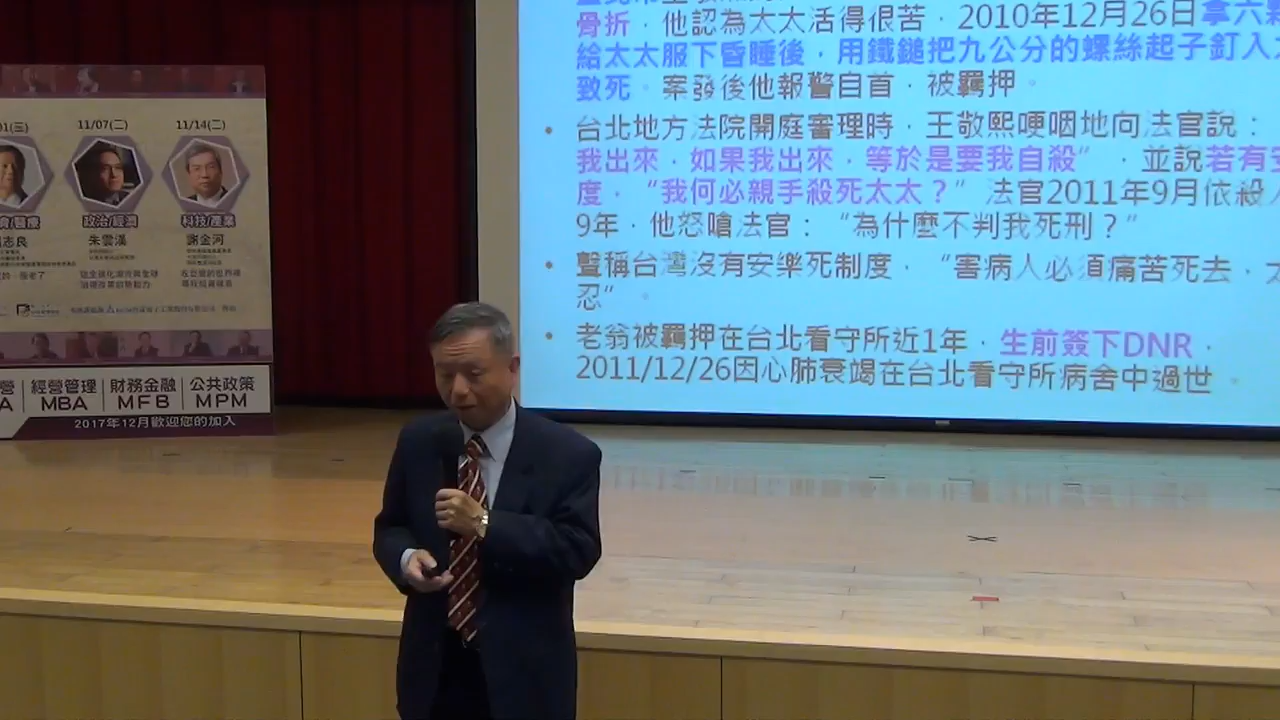 骨折，他認為太太活得很苦，2010年12月26日拿六
給太太服下昏睡後，用鐵鎚把九公分的螺絲起子釘入
致死。案發後他報警自首，被羈押。
• 台北地方法院開庭審理時，王敬熙哽咽地向法官說：
我出來，如果我出來，等於是要我自殺”，並說若有安
度，“我何必親手殺死太太？” 法官2011年9月依殺
9年，他怒嗆法官：“為什麼不判我死刑？”
• 聲稱台灣沒有安樂死制度，“害病人必須痛苦死去，
忍”。
• 老翁被羈押在台北看守所近1年，生前簽下DNR，
2011/12/26因心肺衰竭在台北看守所病舍中過世。
01(三) 11/07(二) 11/14(二)
醫療 政治/經濟 科技/產業
志良 朱雲漢 謝金河
營 經營管理 財務金融 公共政策
A MBA MFB MPM
2017年12月歡迎您的加入